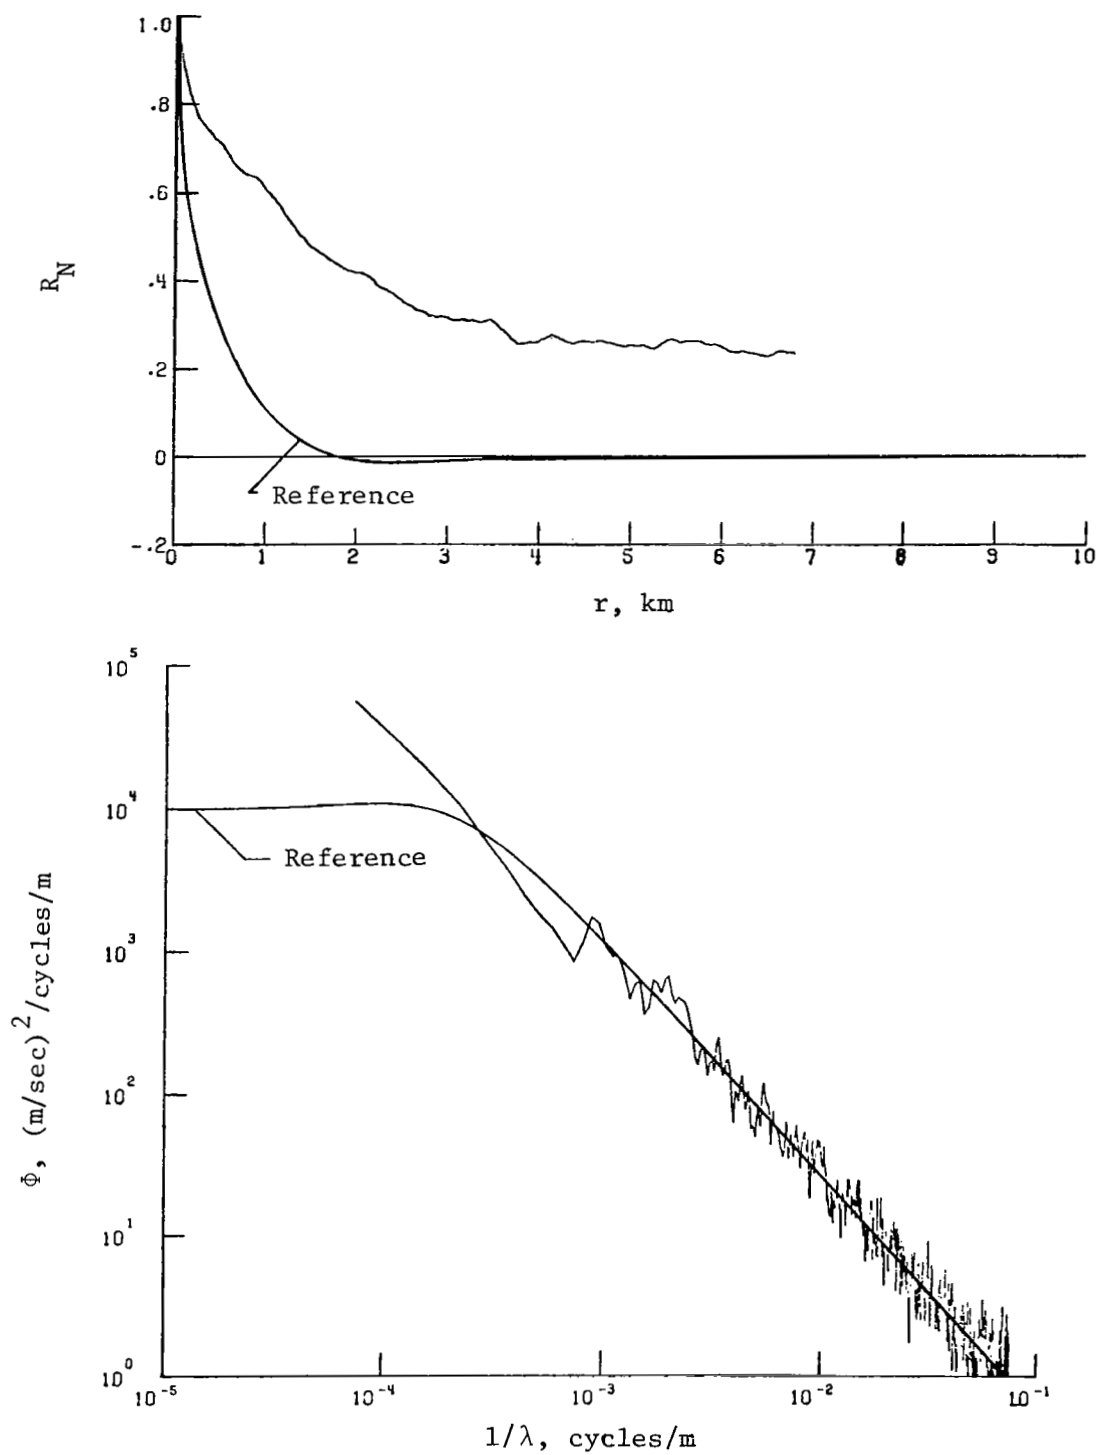 1.0
.8
.6
.4
.2
0
-.2
R_N
Reference
0 1 2 3 4 5 6 7 8 9 10
r, km
10^5
10^4
10^3
10^2
10^1
10^0
Φ, (m/sec)^2/cycles/m
Reference
10^-5 10^-4 10^-3 10^-2 10^-1
1/λ, cycles/m